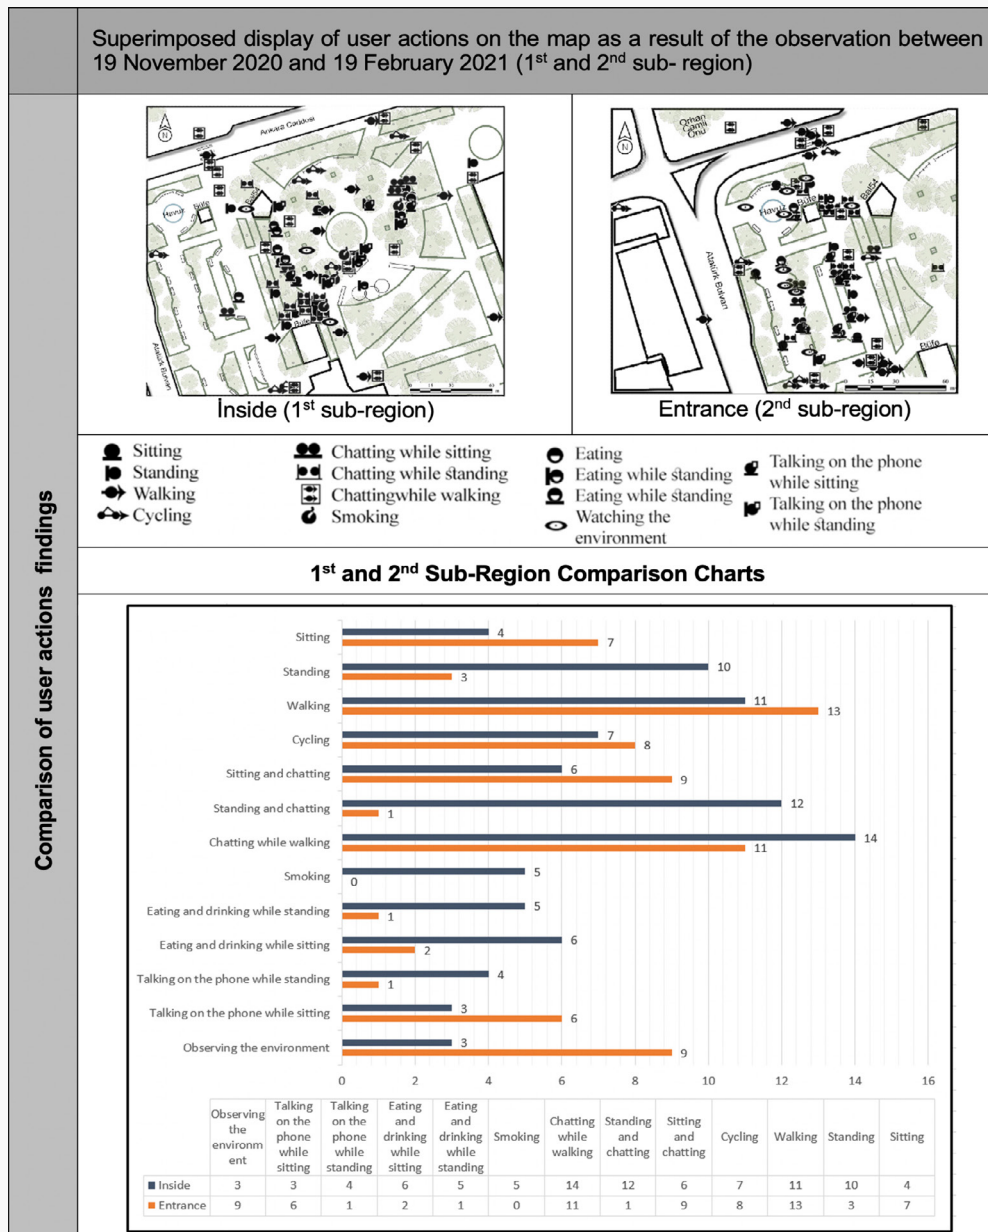 Superimposed display of user actions on the map as a result of the observation between
19 November 2020 and 19 February 2021 (1st and 2nd sub- region)
Comparison of user actions findings
N
Ankara Caddesi
Havuz
Büfe
Bal54
Büfe
Atatürk Bulvarı
0 15 30 60
İnside (1st sub-region)
N
Orhan
Camii
Önü
Havuz
Büfe
Bal54
Atatürk Bulvarı
Büfe
0 15 30 60
Entrance (2nd sub-region)
Sitting
Standing
Walking
Cycling
Chatting while sitting
Chatting while standing
Chattingwhile walking
Smoking
Eating
Eating while standing
Eating while standing
Watching the
environment
Talking on the phone
while sitting
Talking on the phone
while standing
1st and 2nd Sub-Region Comparison Charts
Sitting 4
7
Standing 10
3
Walking 11
13
Cycling 7
8
Sitting and chatting 6
9
Standing and chatting 12
1
Chatting while walking 14
11
Smoking 5
0
Eating and drinking while standing 5
1
Eating and drinking while sitting 6
2
Talking on the phone while standing 4
1
Talking on the phone while sitting 3
6
Observing the environment 3
9
0 2 4 6 8 10 12 14 16
Observing
the
environm
ent
Talking
on the
phone
while
sitting
Talking
on the
phone
while
standing
Eating
and
drinking
while
sitting
Eating
and
drinking
while
standing
Smoking
Chatting
while
walking
Standing
and
chatting
Sitting
and
chatting
Cycling
Walking
Standing
Sitting
Inside 3 3 4 6 5 5 14 12 6 7 11 10 4
Entrance 9 6 1 2 1 0 11 1 9 8 13 3 7